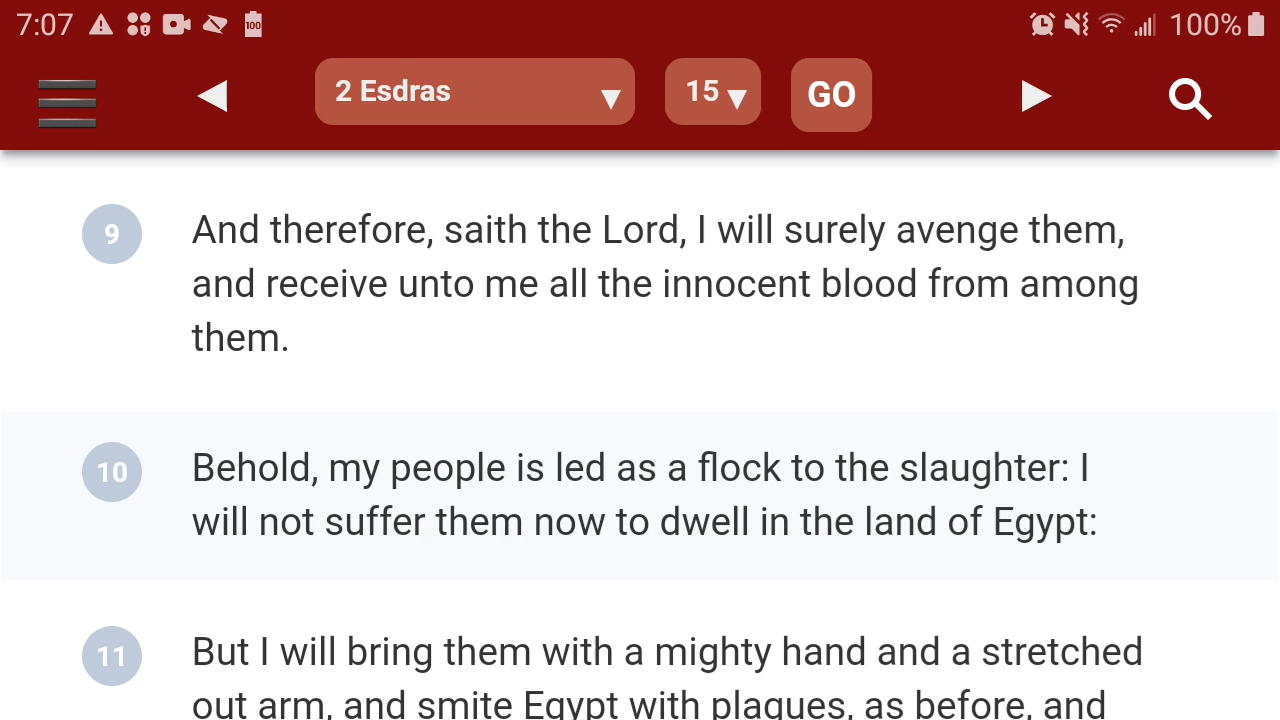 7:07 100 100%
2 Esdras 15 GO
9 And therefore, saith the Lord, I will surely avenge them,
and receive unto me all the innocent blood from among
them.
10 Behold, my people is led as a flock to the slaughter: I
will not suffer them now to dwell in the land of Egypt:
11 But I will bring them with a mighty hand and a stretched
out arm, and smite Egypt with plagues, as before, and